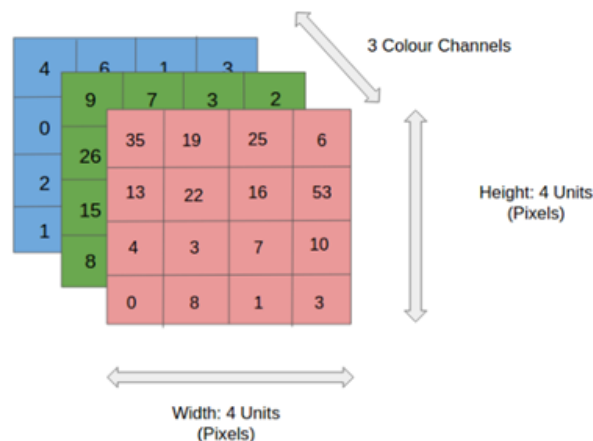 3 Colour Channels
4 6 1 3
9 7 3 2
0
35 19 25 6
26
2
13 22 16 53
Height: 4 Units
(Pixels)
15
1
4 3 7 10
8
0 8 1 3
Width: 4 Units
(Pixels)